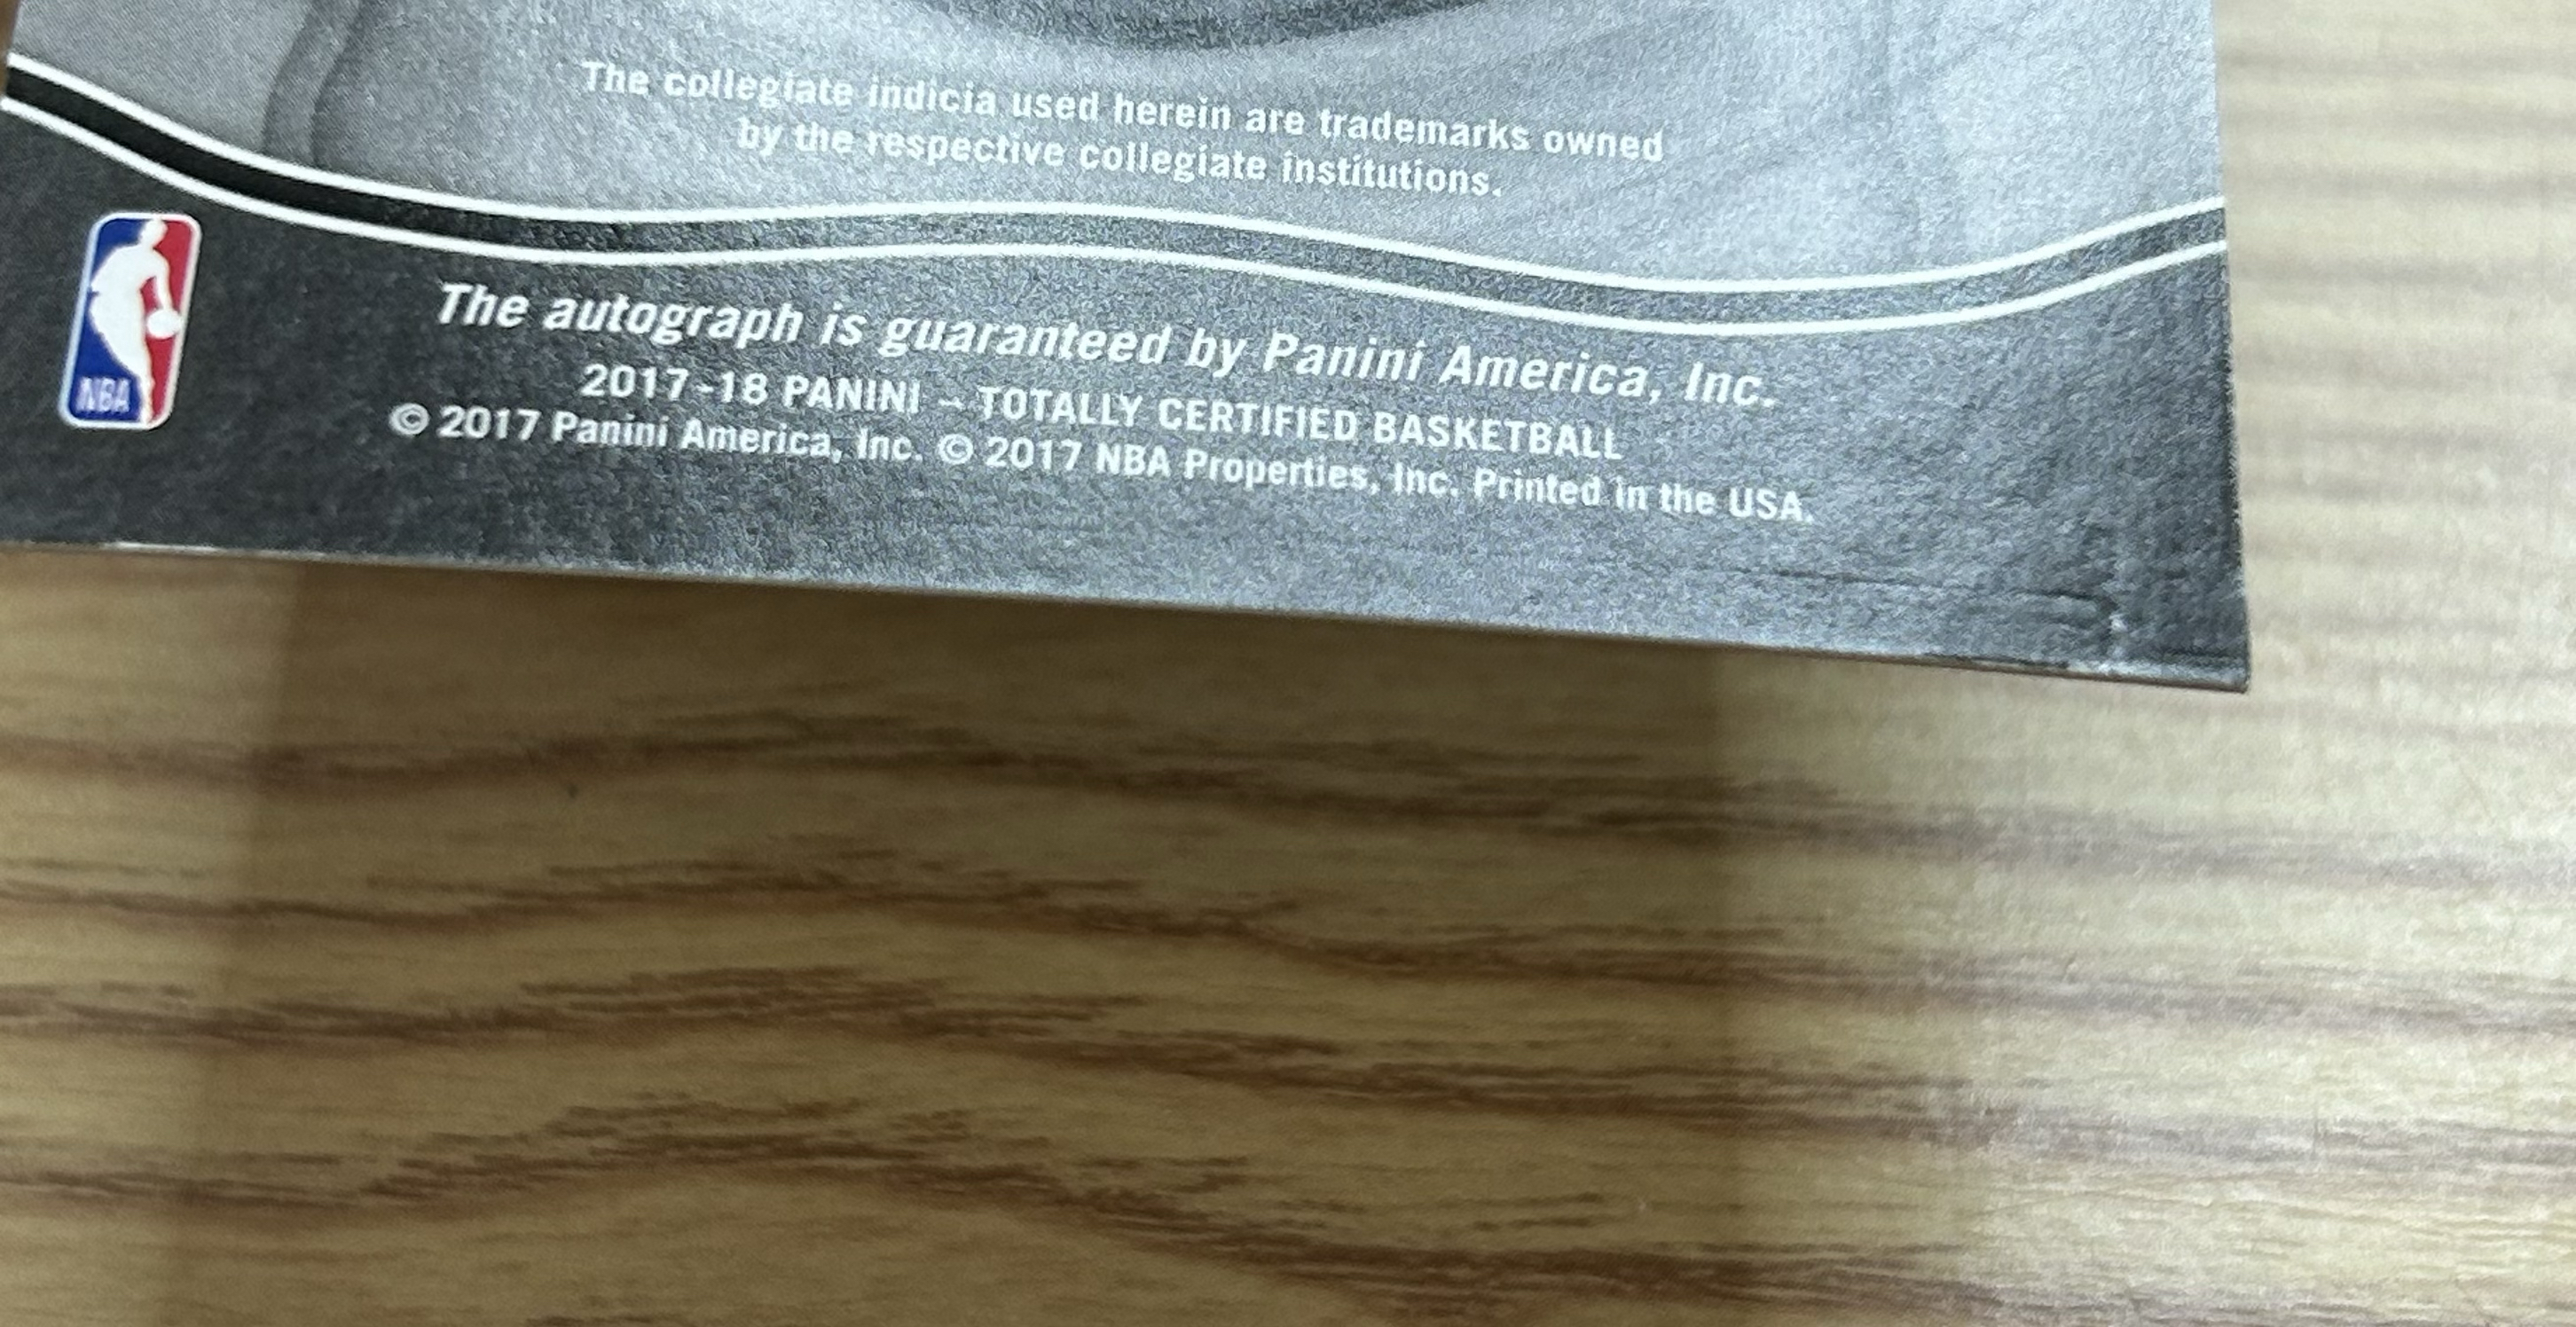 The collegiate indicia used herein are trademarks owned
by the respective collegiate institutions.
NBA
The autograph is guaranteed by Panini America, Inc.
2017-18 PANINI – TOTALLY CERTIFIED BASKETBALL
© 2017 Panini America, Inc. © 2017 NBA Properties, Inc. Printed in the USA.